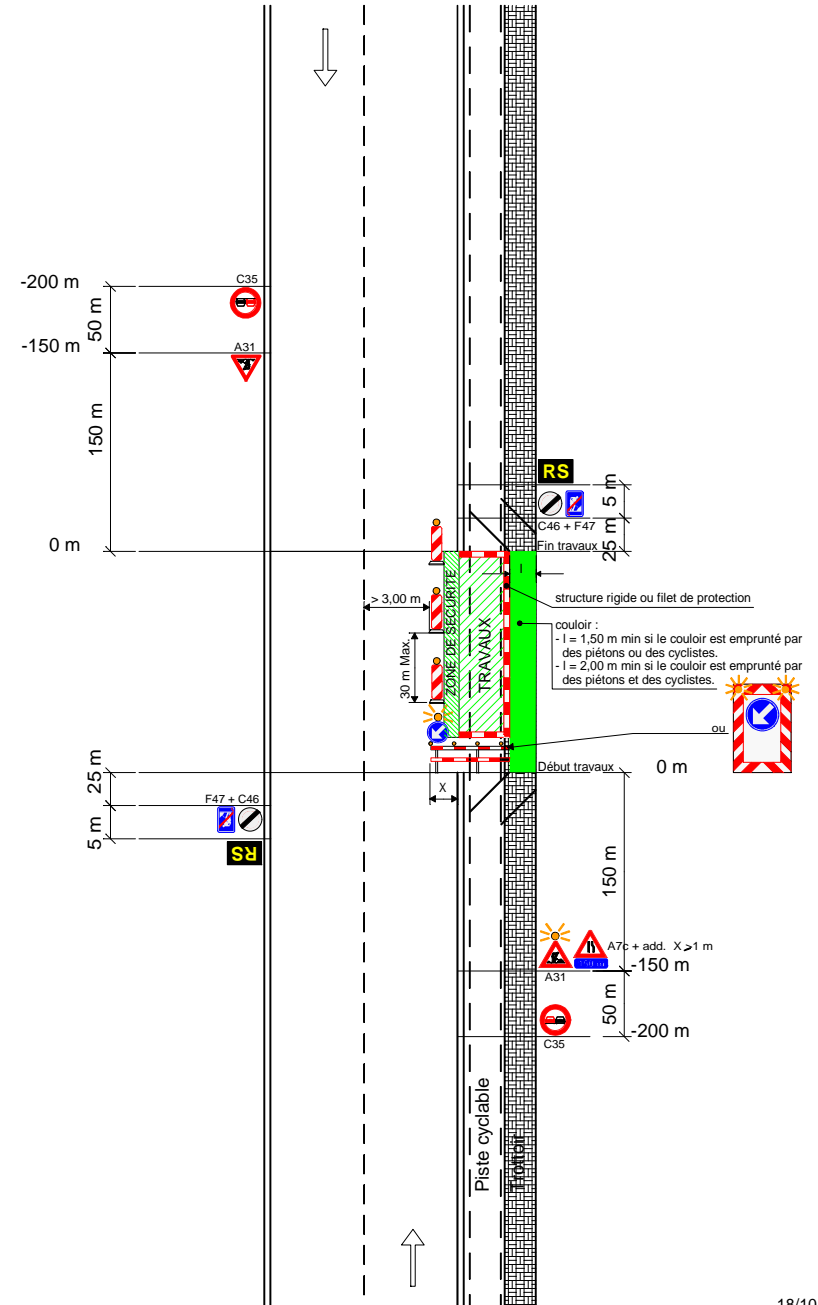 C35
-200 m
50 m
-150 m
A31
150 m
RS
5 m
C46 + F47
25 m
Fin travaux
0 m
l
> 3,00 m
ZONE DE SECURITE
TRAVAUX
30 m Max.
structure rigide ou filet de protection
couloir :
- l = 1,50 m min si le couloir est emprunté par
des piétons ou des cyclistes.
- l = 2,00 m min si le couloir est emprunté par
des piétons et des cyclistes.
ou
Début travaux
0 m
X
25 m
F47 + C46
5 m
RS
150 m
A7c + add. X >1 m
A31
-150 m
50 m
C35
-200 m
Piste cyclable
Trottoir
18/10